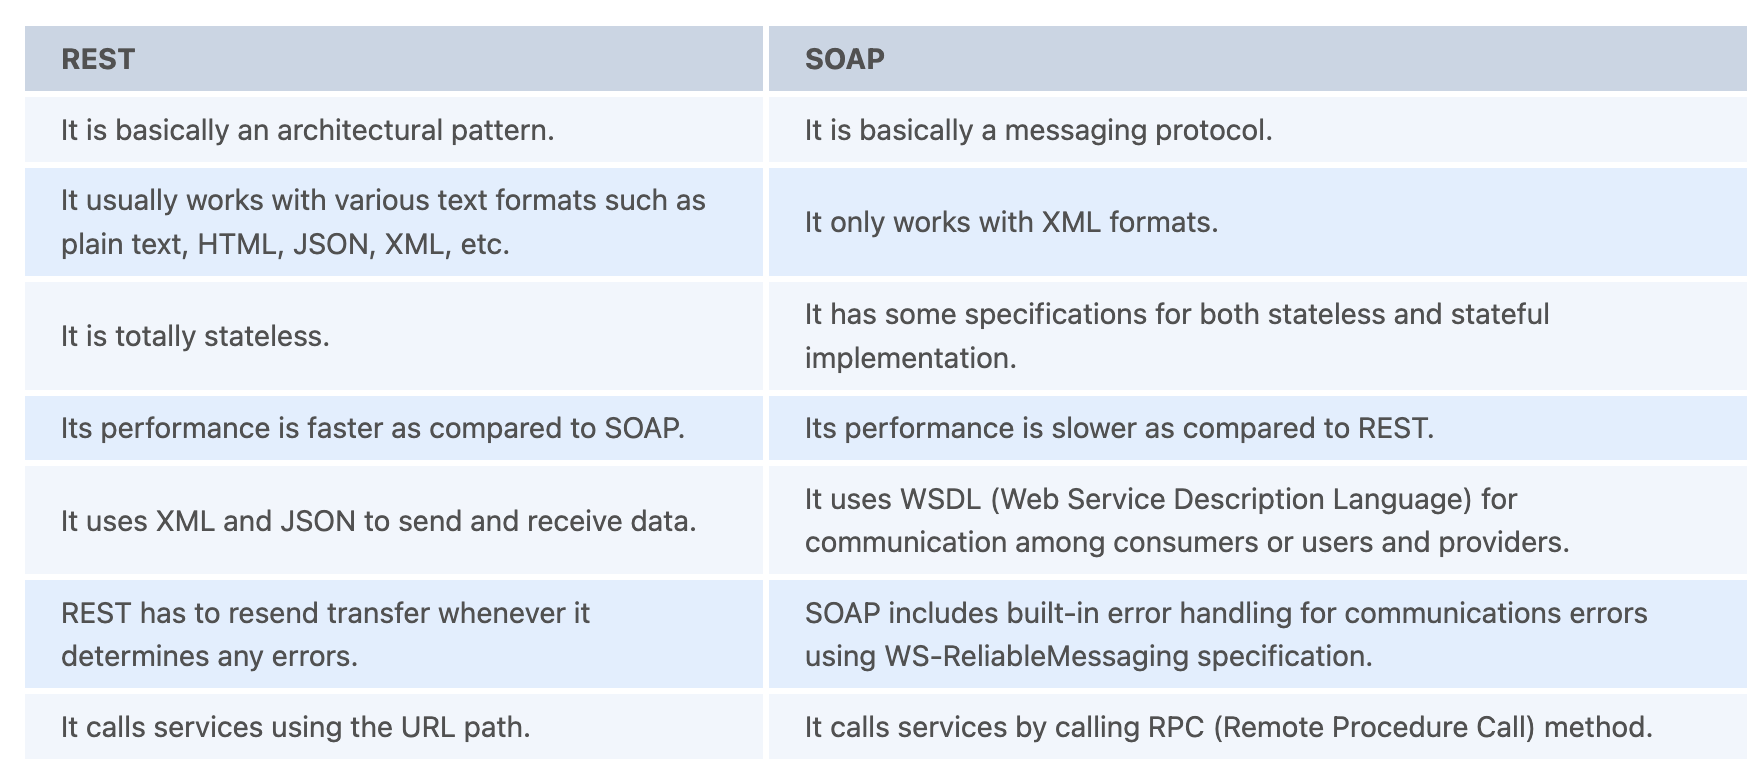 REST
SOAP
It is basically an architectural pattern.
It is basically a messaging protocol.
It usually works with various text formats such as
plain text, HTML, JSON, XML, etc.
It only works with XML formats.
It is totally stateless.
It has some specifications for both stateless and stateful
implementation.
Its performance is faster as compared to SOAP.
Its performance is slower as compared to REST.
It uses XML and JSON to send and receive data.
It uses WSDL (Web Service Description Language) for
communication among consumers or users and providers.
REST has to resend transfer whenever it
determines any errors.
SOAP includes built-in error handling for communications errors
using WS-ReliableMessaging specification.
It calls services using the URL path.
It calls services by calling RPC (Remote Procedure Call) method.